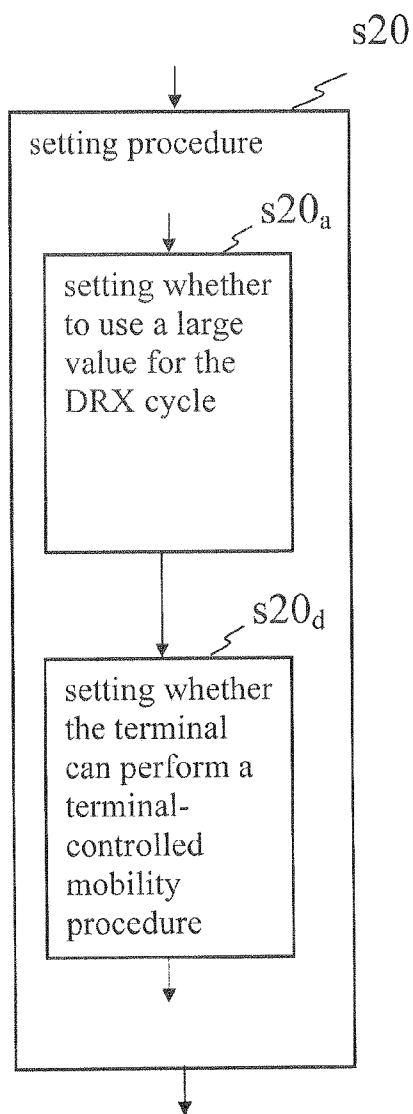 s20
setting procedure
s20a
setting whether
to use a large
value for the
DRX cycle
s20d
setting whether
the terminal
can perform a
terminal-
controlled
mobility
procedure